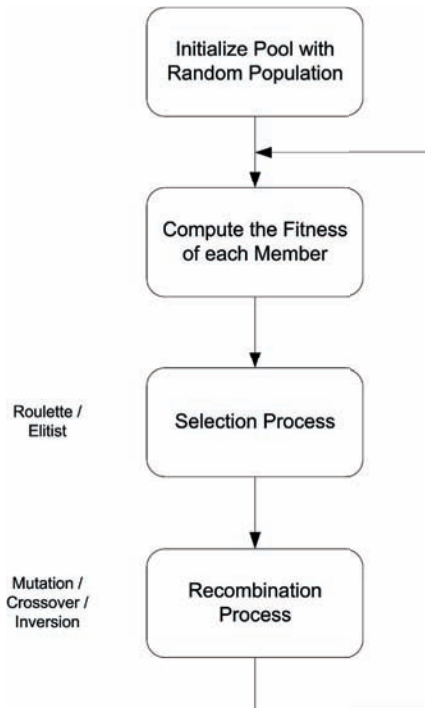 Initialize Pool with
Random Population
Compute the Fitness
of each Member
Roulette /
Elitist
Selection Process
Mutation /
Crossover /
Inversion
Recombination
Process